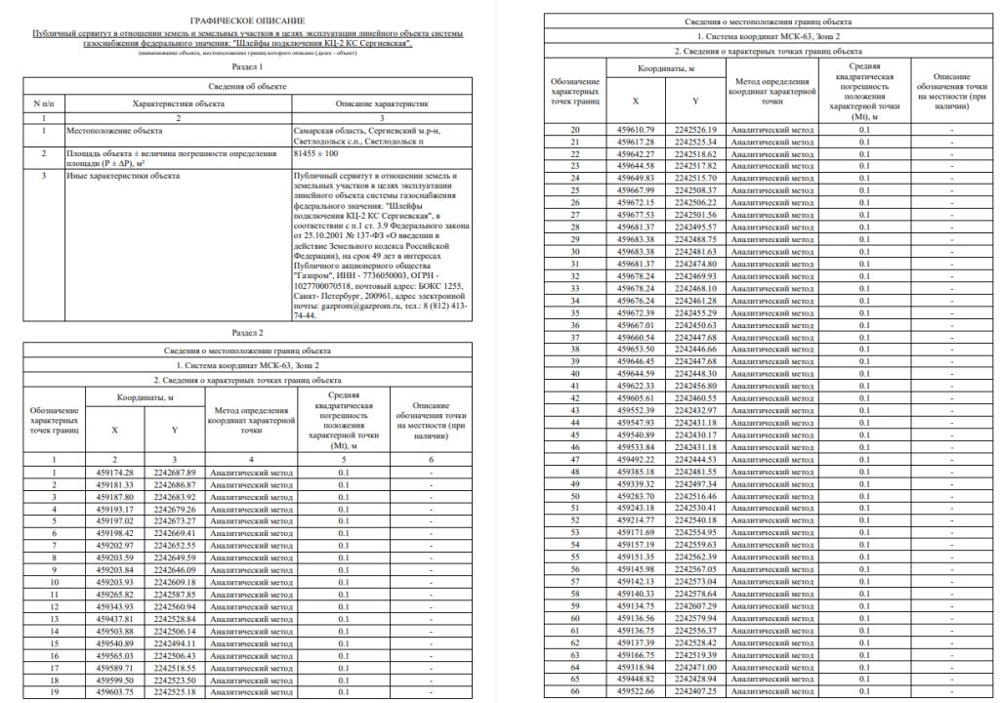 ГРАФИЧЕСКОЕ ОПИСАНИЕ
Публичный сервитут в отношении земель и земельных участков в целях эксплуатации линейного объекта системы
газоснабжения федерального значения: "Шлейфы подключения КЦ-2 КС Сергиевская".
(наименование объекта, местоположение границ которого описано (далее - объект)
Раздел 1
Сведения об объекте
N п/п Характеристики объекта Описание характеристик
1 2 3
1 Местоположение объекта Самарская область, Сергиевский м.р-н,
Светлодольск с.п., Светлодольск п
2 Площадь объекта ± величина погрешности определения 81455 ± 100
площади (P ± ΔP), м²
3 Иные характеристики объекта Публичный сервитут в отношении земель и
земельных участков в целях эксплуатации
линейного объекта системы газоснабжения
федерального значения: "Шлейфы
подключения КЦ-2 КС Сергиевская", в
соответствии с п.1 ст. 3.9 Федерального закона
от 25.10.2001 № 137-ФЗ «О введении в
действие Земельного кодекса Российской
Федерации), на срок 49 лет в интересах
Публичного акционерного общества
"Газпром", ИНН - 7736050003, ОГРН -
1027700070518, почтовый адрес: БОКС 1255,
Санкт- Петербург, 200961, адрес электронной
почты: gazprom@gazprom.ru, тел.: 8 (812) 413-
74-44.
Раздел 2
Сведения о местоположении границ объекта
1. Система координат МСК-63, Зона 2
2. Сведения о характерных точках границ объекта
Обозначение характерных точек границ Координаты, м Метод определения координат характерной точки Средняя квадратическая погрешность положения характерной точки (Mt), м Описание обозначения точки на местности (при наличии)
X Y
1 2 3 4 5 6
1 459174.28 2242687.89 Аналитический метод 0.1 -
2 459181.33 2242686.87 Аналитический метод 0.1 -
3 459187.80 2242683.92 Аналитический метод 0.1 -
4 459193.17 2242679.26 Аналитический метод 0.1 -
5 459197.02 2242673.27 Аналитический метод 0.1 -
6 459198.42 2242669.41 Аналитический метод 0.1 -
7 459202.97 2242652.55 Аналитический метод 0.1 -
8 459203.59 2242649.59 Аналитический метод 0.1 -
9 459203.84 2242646.09 Аналитический метод 0.1 -
10 459203.93 2242609.18 Аналитический метод 0.1 -
11 459265.82 2242587.85 Аналитический метод 0.1 -
12 459343.93 2242560.94 Аналитический метод 0.1 -
13 459437.81 2242528.84 Аналитический метод 0.1 -
14 459503.88 2242506.14 Аналитический метод 0.1 -
15 459540.89 2242494.11 Аналитический метод 0.1 -
16 459565.03 2242506.43 Аналитический метод 0.1 -
17 459589.71 2242518.55 Аналитический метод 0.1 -
18 459599.50 2242523.50 Аналитический метод 0.1 -
19 459603.75 2242525.18 Аналитический метод 0.1 -
Сведения о местоположении границ объекта
1. Система координат МСК-63, Зона 2
2. Сведения о характерных точках границ объекта
Обозначение характерных точек границ Координаты, м Метод определения координат характерной точки Средняя квадратическая погрешность положения характерной точки (Mt), м Описание обозначения точки на местности (при наличии)
X Y
20 459610.79 2242526.19 Аналитический метод 0.1 -
21 459617.28 2242525.34 Аналитический метод 0.1 -
22 459642.27 2242518.62 Аналитический метод 0.1 -
23 459644.58 2242517.82 Аналитический метод 0.1 -
24 459649.83 2242515.70 Аналитический метод 0.1 -
25 459667.99 2242508.37 Аналитический метод 0.1 -
26 459672.15 2242506.22 Аналитический метод 0.1 -
27 459677.53 2242501.56 Аналитический метод 0.1 -
28 459681.37 2242495.57 Аналитический метод 0.1 -
29 459683.38 2242488.75 Аналитический метод 0.1 -
30 459683.38 2242481.63 Аналитический метод 0.1 -
31 459681.37 2242474.80 Аналитический метод 0.1 -
32 459678.24 2242469.93 Аналитический метод 0.1 -
33 459678.24 2242468.10 Аналитический метод 0.1 -
34 459676.24 2242461.28 Аналитический метод 0.1 -
35 459672.39 2242455.29 Аналитический метод 0.1 -
36 459667.01 2242450.63 Аналитический метод 0.1 -
37 459660.54 2242447.68 Аналитический метод 0.1 -
38 459653.50 2242446.66 Аналитический метод 0.1 -
39 459646.45 2242447.68 Аналитический метод 0.1 -
40 459644.59 2242448.30 Аналитический метод 0.1 -
41 459622.33 2242456.80 Аналитический метод 0.1 -
42 459605.61 2242460.55 Аналитический метод 0.1 -
43 459552.39 2242432.97 Аналитический метод 0.1 -
44 459547.93 2242431.18 Аналитический метод 0.1 -
45 459540.89 2242430.17 Аналитический метод 0.1 -
46 459533.84 2242431.18 Аналитический метод 0.1 -
47 459492.22 2242444.53 Аналитический метод 0.1 -
48 459385.18 2242481.55 Аналитический метод 0.1 -
49 459339.32 2242497.34 Аналитический метод 0.1 -
50 459283.70 2242516.46 Аналитический метод 0.1 -
51 459243.18 2242530.41 Аналитический метод 0.1 -
52 459214.77 2242540.18 Аналитический метод 0.1 -
53 459171.69 2242554.95 Аналитический метод 0.1 -
54 459157.19 2242559.63 Аналитический метод 0.1 -
55 459151.35 2242562.39 Аналитический метод 0.1 -
56 459145.98 2242567.05 Аналитический метод 0.1 -
57 459142.13 2242573.04 Аналитический метод 0.1 -
58 459140.33 2242578.64 Аналитический метод 0.1 -
59 459134.75 2242607.29 Аналитический метод 0.1 -
60 459136.56 2242579.94 Аналитический метод 0.1 -
61 459136.75 2242556.37 Аналитический метод 0.1 -
62 459137.39 2242528.42 Аналитический метод 0.1 -
63 459166.75 2242519.39 Аналитический метод 0.1 -
64 459318.94 2242471.00 Аналитический метод 0.1 -
65 459448.82 2242428.94 Аналитический метод 0.1 -
66 459522.66 2242407.25 Аналитический метод 0.1 -